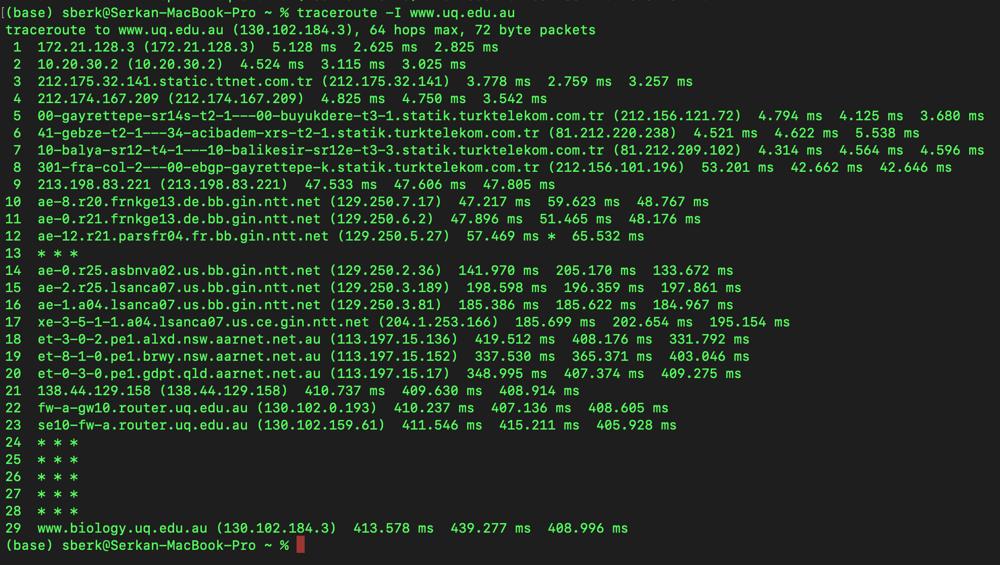 [(base) sberk@Serkan-MacBook-Pro ~ % traceroute -I www.uq.edu.au
traceroute to www.uq.edu.au (130.102.184.3), 64 hops max, 72 byte packets
 1  172.21.128.3 (172.21.128.3)  5.128 ms  2.625 ms  2.825 ms
 2  10.20.30.2 (10.20.30.2)  4.524 ms  3.115 ms  3.025 ms
 3  212.175.32.141.static.ttnet.com.tr (212.175.32.141)  3.778 ms  2.759 ms  3.257 ms
 4  212.174.167.209 (212.174.167.209)  4.825 ms  4.750 ms  3.542 ms
 5  00-gayrettepe-sr14s-t2-1---00-buyukdere-t3-1.statik.turktelekom.com.tr (212.156.121.72)  4.794 ms  4.125 ms  3.680 ms
 6  41-gebze-t2-1---34-acibadem-xrs-t2-1.statik.turktelekom.com.tr (81.212.220.238)  4.521 ms  4.622 ms  5.538 ms
 7  10-balya-sr12-t4-1---10-balikesir-sr12e-t3-3.statik.turktelekom.com.tr (81.212.209.102)  4.314 ms  4.564 ms  4.596 ms
 8  301-fra-col-2---00-ebgp-gayrettepe-k.statik.turktelekom.com.tr (212.156.101.196)  53.201 ms  42.662 ms  42.646 ms
 9  213.198.83.221 (213.198.83.221)  47.533 ms  47.606 ms  47.805 ms
10  ae-8.r20.frnkge13.de.bb.gin.ntt.net (129.250.7.17)  47.217 ms  59.623 ms  48.767 ms
11  ae-0.r21.frnkge13.de.bb.gin.ntt.net (129.250.6.2)  47.896 ms  51.465 ms  48.176 ms
12  ae-12.r21.parsfr04.fr.bb.gin.ntt.net (129.250.5.27)  57.469 ms *  65.532 ms
13  * * *
14  ae-0.r25.asbnva02.us.bb.gin.ntt.net (129.250.2.36)  141.970 ms  205.170 ms  133.672 ms
15  ae-2.r25.lsanca07.us.bb.gin.ntt.net (129.250.3.189)  198.598 ms  196.359 ms  197.861 ms
16  ae-1.a04.lsanca07.us.bb.gin.ntt.net (129.250.3.81)  185.386 ms  185.622 ms  184.967 ms
17  xe-3-5-1-1.a04.lsanca07.us.ce.gin.ntt.net (204.1.253.166)  185.699 ms  202.654 ms  195.154 ms
18  et-3-0-2.pe1.alxd.nsw.aarnet.net.au (113.197.15.136)  419.512 ms  408.176 ms  331.792 ms
19  et-8-1-0.pe1.brwy.nsw.aarnet.net.au (113.197.15.152)  337.530 ms  365.371 ms  403.046 ms
20  et-0-3-0.pe1.gdpt.qld.aarnet.net.au (113.197.15.17)  348.995 ms  407.374 ms  409.275 ms
21  138.44.129.158 (138.44.129.158)  410.737 ms  409.630 ms  408.914 ms
22  fw-a-gw10.router.uq.edu.au (130.102.0.193)  410.237 ms  407.136 ms  408.605 ms
23  se10-fw-a.router.uq.edu.au (130.102.159.61)  411.546 ms  415.211 ms  405.928 ms
24  * * *
25  * * *
26  * * *
27  * * *
28  * * *
29  www.biology.uq.edu.au (130.102.184.3)  413.578 ms  439.277 ms  408.996 ms
(base) sberk@Serkan-MacBook-Pro ~ %